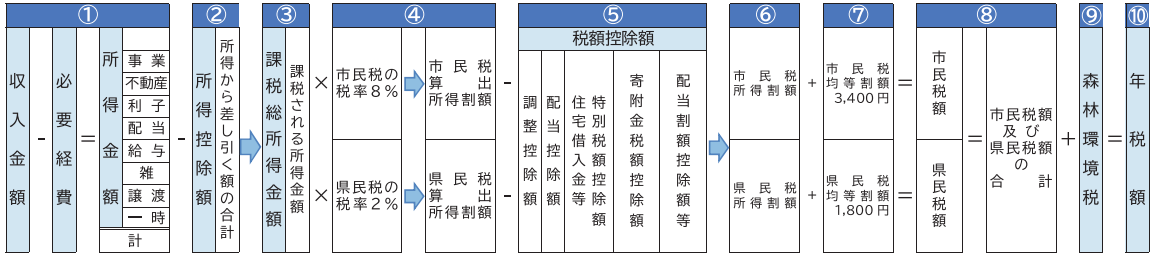 ①
収入金額
-
必要経費
=
所得金額
事業
不動産
利子
配当
給与
雑
譲渡
一時
計
-
②
所得控除額
所得から差し引く額の合計
③
課税総所得金額
課税される所得金額
×
×
④
市民税の
税率8%
市民税
算出
所得割額
県民税の
税率2%
県民税
算出
所得割額
-
-
⑤
税額控除額
調整控除額
配当控除額
住宅借入金等
特別税額控除額
寄附金税額控除額
配当割額控除額等
⑥
市民税
所得割額
県民税
所得割額
+
+
⑦
市民税
均等割額
3,400円
県民税
均等割額
1,800円
=
=
⑧
市民税額
県民税額
=
市民税額
及び
県民税額
の
合計
+
⑨
森林環境税
=
⑩
年税額